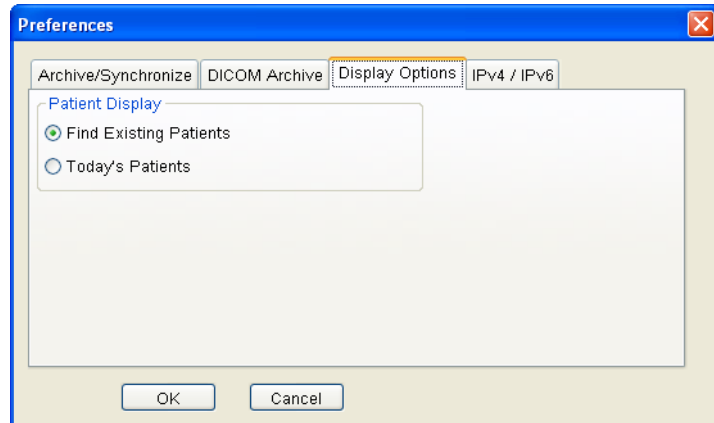 Preferences
Archive/Synchronize DICOM Archive Display Options IPv4 / IPv6
Patient Display
Find Existing Patients
Today's Patients
OK Cancel